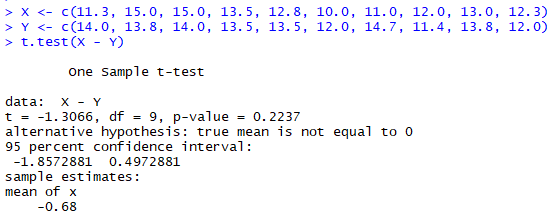 > X <- c(11.3, 15.0, 15.0, 13.5, 12.8, 10.0, 11.0, 12.0, 13.0, 12.3)
> Y <- c(14.0, 13.8, 14.0, 13.5, 13.5, 12.0, 14.7, 11.4, 13.8, 12.0)
> t.test(X - Y)
One Sample t-test
data:  X - Y
t = -1.3066, df = 9, p-value = 0.2237
alternative hypothesis: true mean is not equal to 0
95 percent confidence interval:
-1.8572881  0.4972881
sample estimates:
mean of x
-0.68